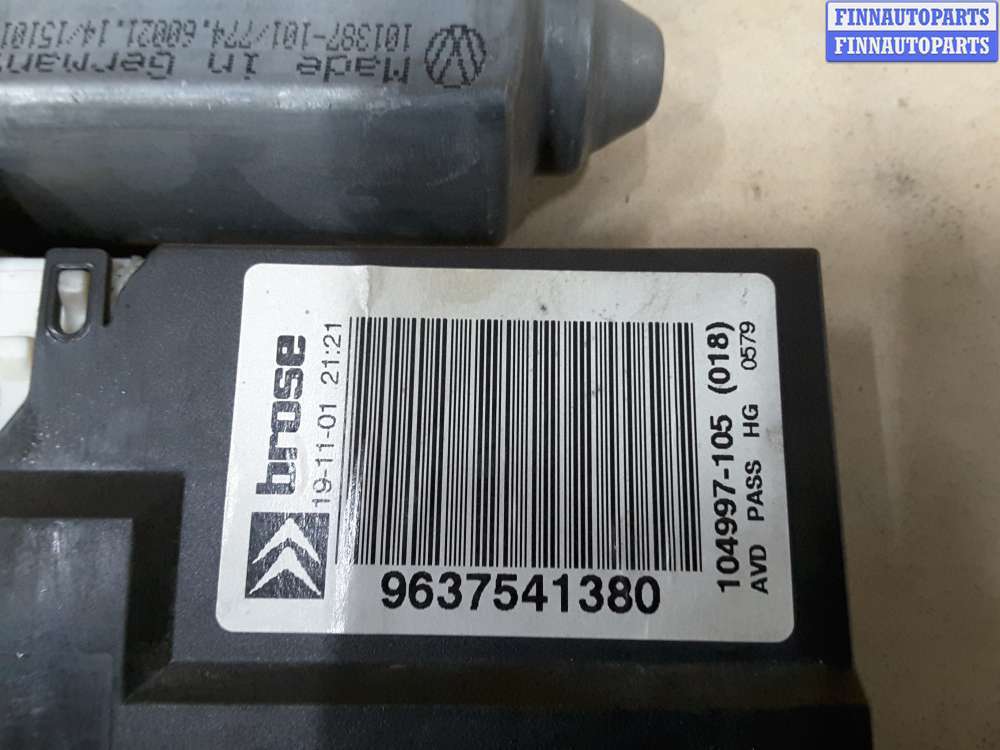 FINNAUTOPARTS
FINNAUTOPARTS
101387-101/774.60021.14/15101
Made in German
brose
19-11-01 21:21
9637541380
104997-105 (018)
AVD PASS HG 0579